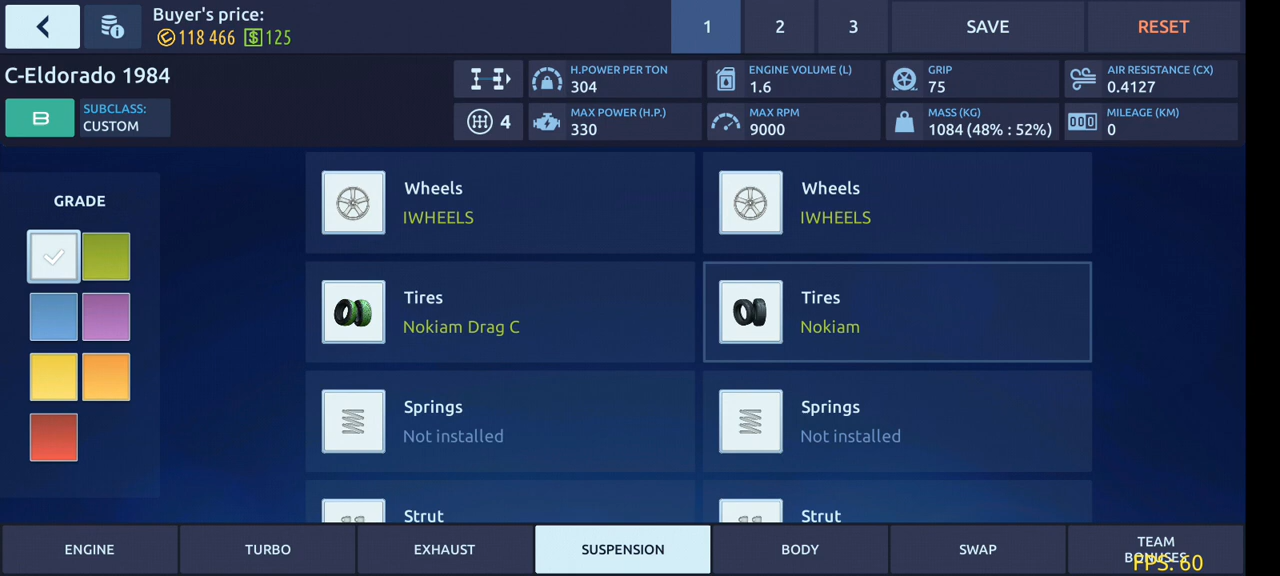 Buyer's price:
118 466 $ 125
1
2
3
SAVE
RESET
C-Eldorado 1984
B
SUBCLASS:
CUSTOM
4
H.POWER PER TON
304
ENGINE VOLUME (L)
1.6
GRIP
75
AIR RESISTANCE (CX)
0.4127
MAX POWER (H.P.)
330
MAX RPM
9000
MASS (KG)
1084 (48% : 52%)
MILEAGE (KM)
0
GRADE
Wheels
IWHEELS
Wheels
IWHEELS
Tires
Nokiam Drag C
Tires
Nokiam
Springs
Not installed
Springs
Not installed
Strut
Strut
ENGINE
TURBO
EXHAUST
SUSPENSION
BODY
SWAP
TEAM
BONUSES
FPS: 60